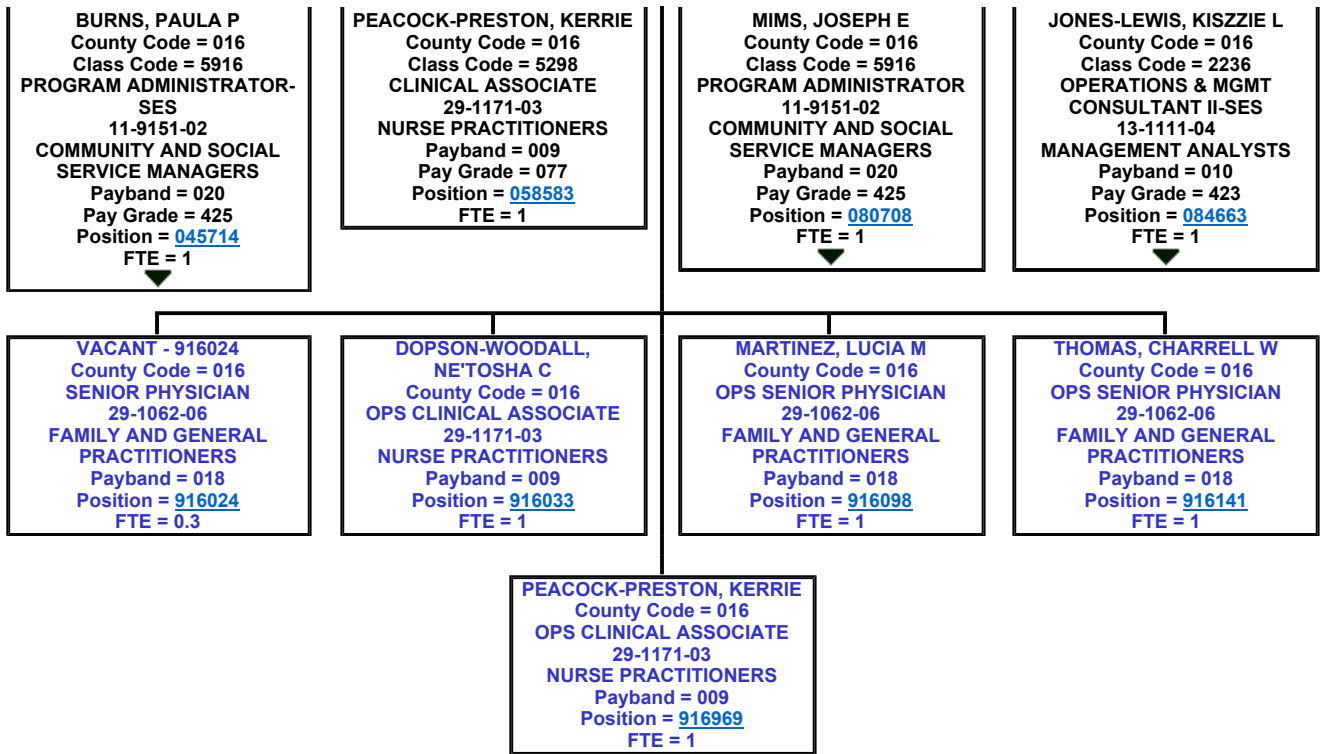 BURNS, PAULA P
County Code = 016
Class Code = 5916
PROGRAM ADMINISTRATOR-
SES
11-9151-02
COMMUNITY AND SOCIAL
SERVICE MANAGERS
Payband = 020
Pay Grade = 425
Position = 045714
FTE = 1
PEACOCK-PRESTON, KERRIE
County Code = 016
Class Code = 5298
CLINICAL ASSOCIATE
29-1171-03
NURSE PRACTITIONERS
Payband = 009
Pay Grade = 077
Position = 058583
FTE = 1
MIMS, JOSEPH E
County Code = 016
Class Code = 5916
PROGRAM ADMINISTRATOR
11-9151-02
COMMUNITY AND SOCIAL
SERVICE MANAGERS
Payband = 020
Pay Grade = 425
Position = 080708
FTE = 1
JONES-LEWIS, KISZZIE L
County Code = 016
Class Code = 2236
OPERATIONS & MGMT
CONSULTANT II-SES
13-1111-04
MANAGEMENT ANALYSTS
Payband = 010
Pay Grade = 423
Position = 084663
FTE = 1
VACANT - 916024
County Code = 016
SENIOR PHYSICIAN
29-1062-06
FAMILY AND GENERAL
PRACTITIONERS
Payband = 018
Position = 916024
FTE = 0.3
DOPSON-WOODALL,
NE'TOSHA C
County Code = 016
OPS CLINICAL ASSOCIATE
29-1171-03
NURSE PRACTITIONERS
Payband = 009
Position = 916033
FTE = 1
MARTINEZ, LUCIA M
County Code = 016
OPS SENIOR PHYSICIAN
29-1062-06
FAMILY AND GENERAL
PRACTITIONERS
Payband = 018
Position = 916098
FTE = 1
THOMAS, CHARRELL W
County Code = 016
OPS SENIOR PHYSICIAN
29-1062-06
FAMILY AND GENERAL
PRACTITIONERS
Payband = 018
Position = 916141
FTE = 1
PEACOCK-PRESTON, KERRIE
County Code = 016
OPS CLINICAL ASSOCIATE
29-1171-03
NURSE PRACTITIONERS
Payband = 009
Position = 916969
FTE = 1